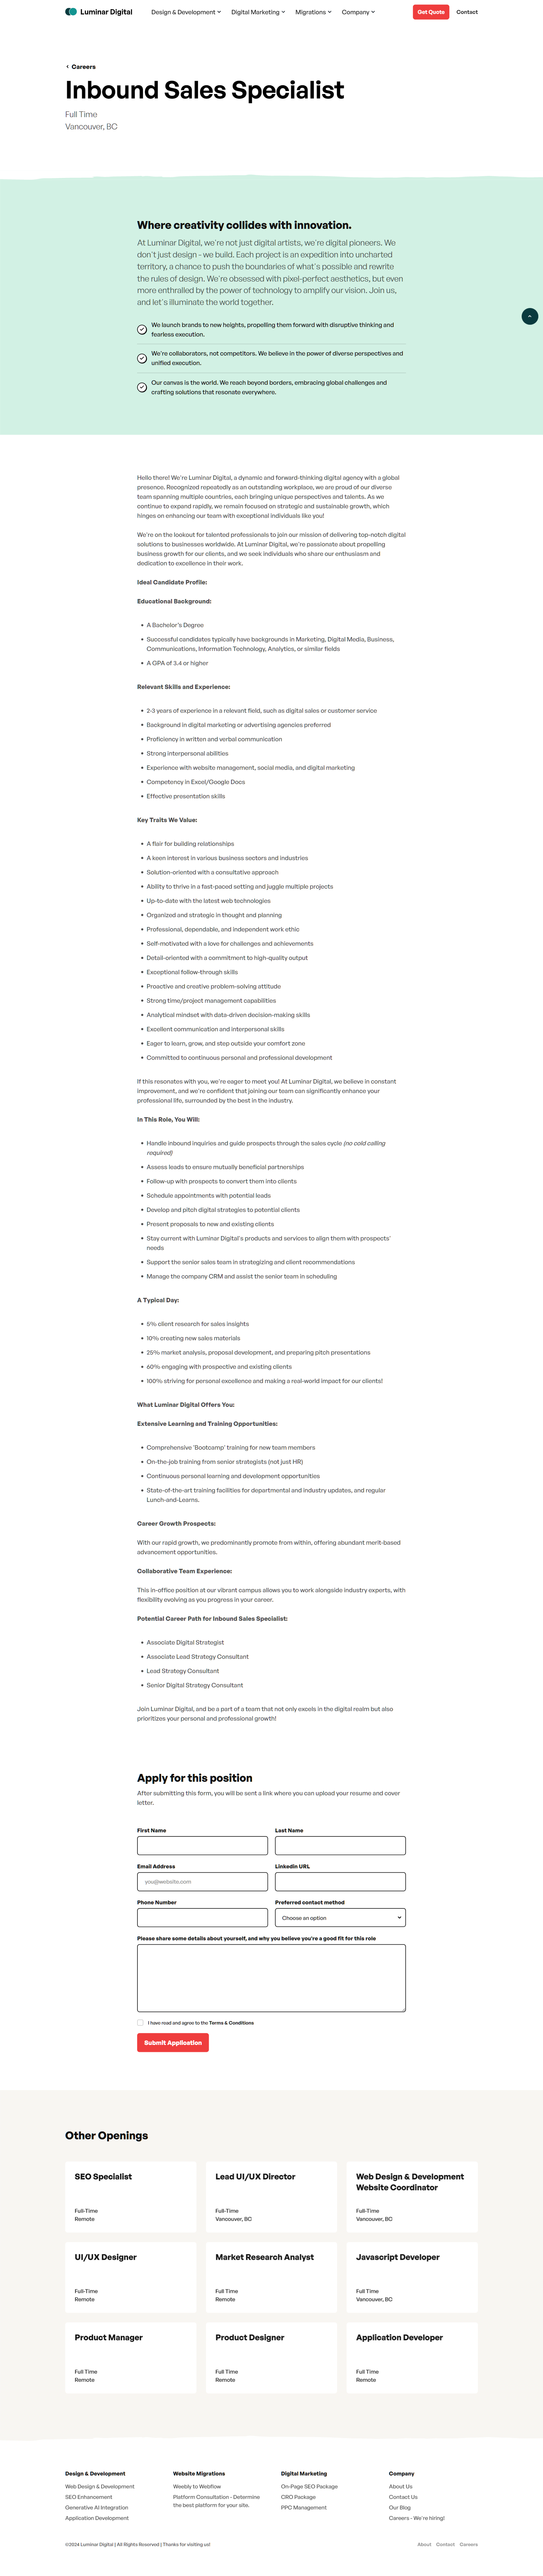 Luminar Digital
Design & Development
Digital Marketing
Migrations
Company
Get Quote
Contact
Careers
Inbound Sales Specialist
Full Time
Vancouver, BC
Where creativity collides with innovation.
At Luminar Digital, we're not just digital artists, we're digital pioneers. We
don't just design - we build. Each project is an expedition into uncharted
territory, a chance to push the boundaries of what's possible and rewrite
the rules of design. We're obsessed with pixel-perfect aesthetics, but even
more enthralled by the power of technology to amplify our vision. Join us,
and let's illuminate the world together.
We launch brands to new heights, propelling them forward with disruptive thinking and
fearless execution.
We're collaborators, not competitors. We believe in the power of diverse perspectives and
unified execution.
Our canvas is the world. We reach beyond borders, embracing global challenges and
crafting solutions that resonate everywhere.
Hello there! We're Luminar Digital, a dynamic and forward-thinking digital agency with a global
presence. Recognized repeatedly as an outstanding workplace, we are proud of our diverse
team spanning multiple countries, each bringing unique perspectives and talents. As we
continue to expand rapidly, we remain focused on strategic and sustainable growth, which
hinges on enhancing our team with exceptional individuals like you!
We're on the lookout for talented professionals to join our mission of delivering top-notch digital
solutions to businesses worldwide. At Luminar Digital, we're passionate about propelling
business growth for our clients, and we seek individuals who share our enthusiasm and
dedication to excellence in their work.
Ideal Candidate Profile:
Educational Background:
• A Bachelor's Degree
• Successful candidates typically have backgrounds in Marketing, Digital Media, Business,
Communications, Information Technology, Analytics, or similar fields
• A GPA of 3.4 or higher
Relevant Skills and Experience:
• 2-3 years of experience in a relevant field, such as digital sales or customer service
• Background in digital marketing or advertising agencies preferred
• Proficiency in written and verbal communication
• Strong interpersonal abilities
• Experience with website management, social media, and digital marketing
• Competency in Excel/Google Docs
• Effective presentation skills
Key Traits We Value:
• A flair for building relationships
• A keen interest in various business sectors and industries
• Solution-oriented with a consultative approach
• Ability to thrive in a fast-paced setting and juggle multiple projects
• Up-to-date with the latest web technologies
• Organized and strategic in thought and planning
• Professional, dependable, and independent work ethic
• Self-motivated with a love for challenges and achievements
• Detail-oriented with a commitment to high-quality output
• Exceptional follow-through skills
• Proactive and creative problem-solving attitude
• Strong time/project management capabilities
• Analytical mindset with data-driven decision-making skills
• Excellent communication and interpersonal skills
• Eager to learn, grow, and step outside your comfort zone
• Committed to continuous personal and professional development
If this resonates with you, we're eager to meet you! At Luminar Digital, we believe in constant
improvement, and we're confident that joining our team can significantly enhance your
professional life, surrounded by the best in the industry.
In This Role, You Will:
• Handle inbound inquiries and guide prospects through the sales cycle (no cold calling
required)
• Assess leads to ensure mutually beneficial partnerships
• Follow-up with prospects to convert them into clients
• Schedule appointments with potential leads
• Develop and pitch digital strategies to potential clients
• Present proposals to new and existing clients
• Stay current with Luminar Digital's products and services to align them with prospects'
needs
• Support the senior sales team in strategizing and client recommendations
• Manage the company CRM and assist the senior team in scheduling
A Typical Day:
• 5% client research for sales insights
• 10% creating new sales materials
• 25% market analysis, proposal development, and preparing pitch presentations
• 60% engaging with prospective and existing clients
• 100% striving for personal excellence and making a real-world impact for our clients!
What Luminar Digital Offers You:
Extensive Learning and Training Opportunities:
• Comprehensive 'Bootcamp' training for new team members
• On-the-job training from senior strategists (not just HR)
• Continuous personal learning and development opportunities
• State-of-the-art training facilities for departmental and industry updates, and regular
Lunch-and-Learns.
Career Growth Prospects:
With our rapid growth, we predominantly promote from within, offering abundant merit-based
advancement opportunities.
Collaborative Team Experience:
This in-office position at our vibrant campus allows you to work alongside industry experts, with
flexibility evolving as you progress in your career.
Potential Career Path for Inbound Sales Specialist:
• Associate Digital Strategist
• Associate Lead Strategy Consultant
• Lead Strategy Consultant
• Senior Digital Strategy Consultant
Join Luminar Digital, and be a part of a team that not only excels in the digital realm but also
prioritizes your personal and professional growth!
Apply for this position
After submitting this form, you will be sent a link where you can upload your resume and cover
letter.
First Name
Last Name
Email Address
Linkedin URL
you@website.com
Phone Number
Preferred contact method
Choose an option
Please share some details about yourself, and why you believe you're a good fit for this role
I have read and agree to the Terms & Conditions
Submit Application
Other Openings
SEO Specialist
Full-Time
Remote
Lead UI/UX Director
Full-Time
Vancouver, BC
Web Design & Development
Website Coordinator
Full-Time
Vancouver, BC
UI/UX Designer
Full-Time
Remote
Market Research Analyst
Full Time
Remote
Javascript Developer
Full Time
Vancouver, BC
Product Manager
Full Time
Remote
Product Designer
Full Time
Remote
Application Developer
Full Time
Remote
Design & Development
Web Design & Development
SEO Enhancement
Generative AI Integration
Application Development
Website Migrations
Weebly to Webflow
Platform Consultation - Determine
the best platform for your site.
Digital Marketing
On-Page SEO Package
CRO Package
PPC Management
Company
About Us
Contact Us
Our Blog
Careers - We're hiring!
©2024 Luminar Digital | All Rights Reserved | Thanks for visiting us!
About
Contact
Careers